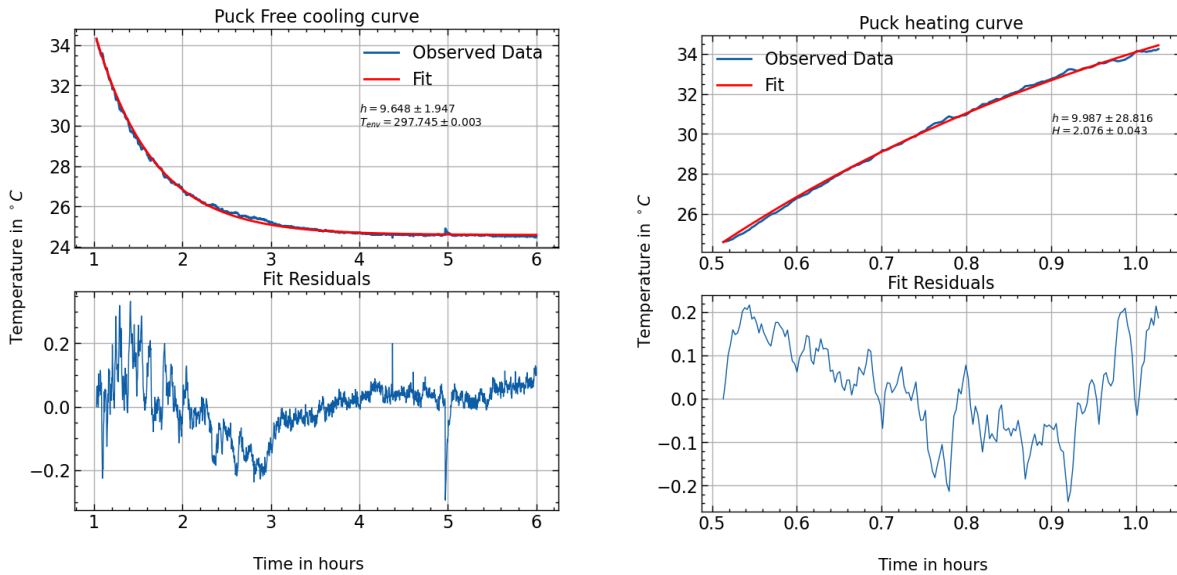 Puck Free cooling curve
34
32
30
28
26
24
Observed Data
Fit
h = 9.648 ± 1.947
T_env = 297.745 ± 0.003
1 2 3 4 5 6
Fit Residuals
0.2
0.0
−0.2
1 2 3 4 5 6
Temperature in °C
Time in hours
Puck heating curve
34
32
30
28
26
Observed Data
Fit
h = 9.987 ± 28.816
H = 2.076 ± 0.043
0.5 0.6 0.7 0.8 0.9 1.0
Fit Residuals
0.2
0.1
0.0
−0.1
−0.2
0.5 0.6 0.7 0.8 0.9 1.0
Temperature in °C
Time in hours